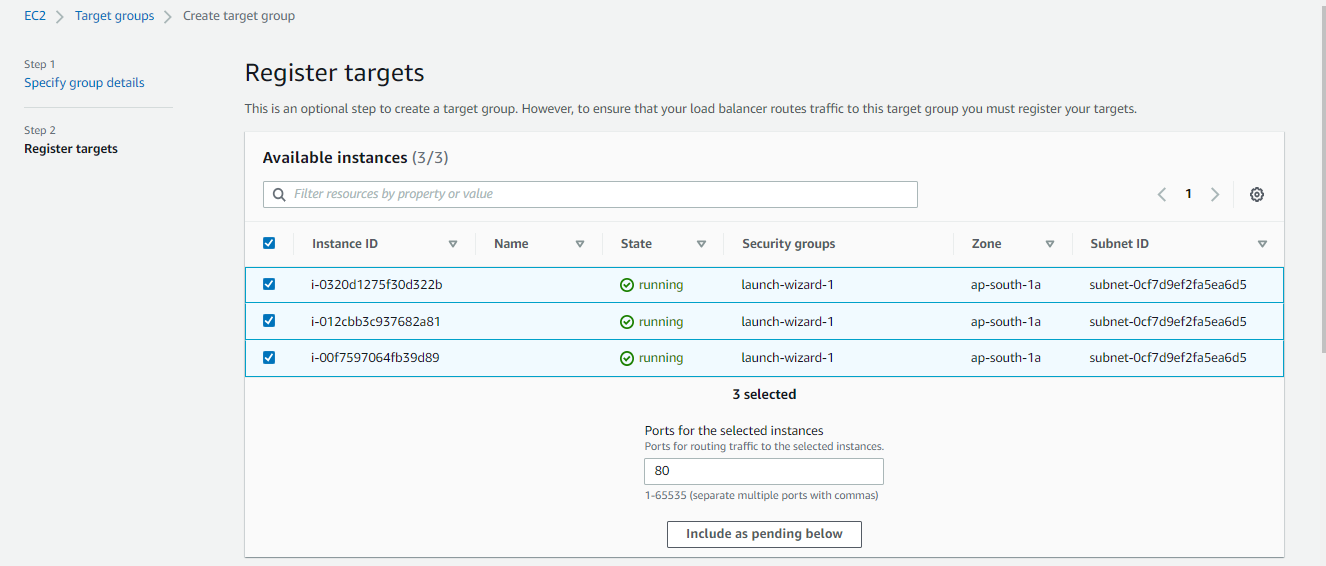 EC2 Target groups Create target group
Step 1
Specify group details
Step 2
Register targets
Register targets
This is an optional step to create a target group. However, to ensure that your load balancer routes traffic to this target group you must register your targets.
Available instances (3/3)
Filter resources by property or value
1
Instance ID Name State Security groups Zone Subnet ID
i-0320d1275f30d322b running launch-wizard-1 ap-south-1a subnet-0cf7d9ef2fa5ea6d5
i-012cbb3c937682a81 running launch-wizard-1 ap-south-1a subnet-0cf7d9ef2fa5ea6d5
i-00f7597064fb39d89 running launch-wizard-1 ap-south-1a subnet-0cf7d9ef2fa5ea6d5
3 selected
Ports for the selected instances
Ports for routing traffic to the selected instances.
80
1-65535 (separate multiple ports with commas)
Include as pending below